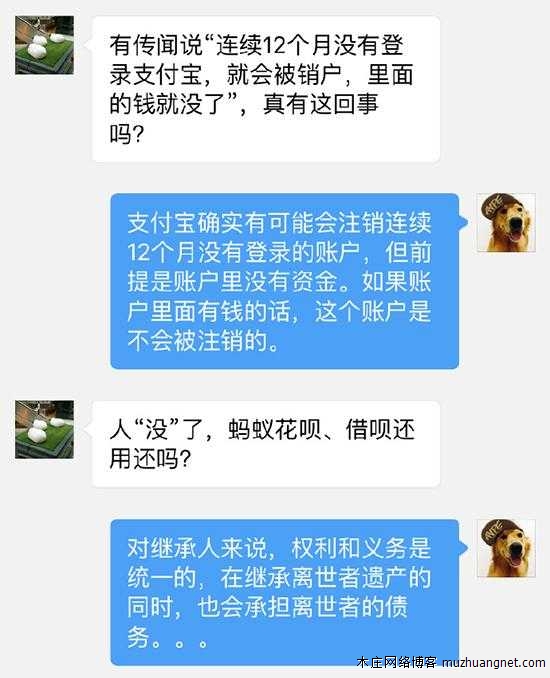 有传闻说“连续12个月没有登
录支付宝，就会被销户，里面
的钱就没了”，真有这回事
吗？
支付宝确实有可能会注销连续
12个月没有登录的账户，但前
提是账户里没有资金。如果账
户里面有钱的话，这个账户是
不会被注销的。
人“没”了，蚂蚁花呗、借呗还
用还吗？
对继承人来说，权利和义务是
统一的，在继承离世者遗产的
同时，也会承担离世者的债
务。。。
木庄网络博客 muzhuangnet.com